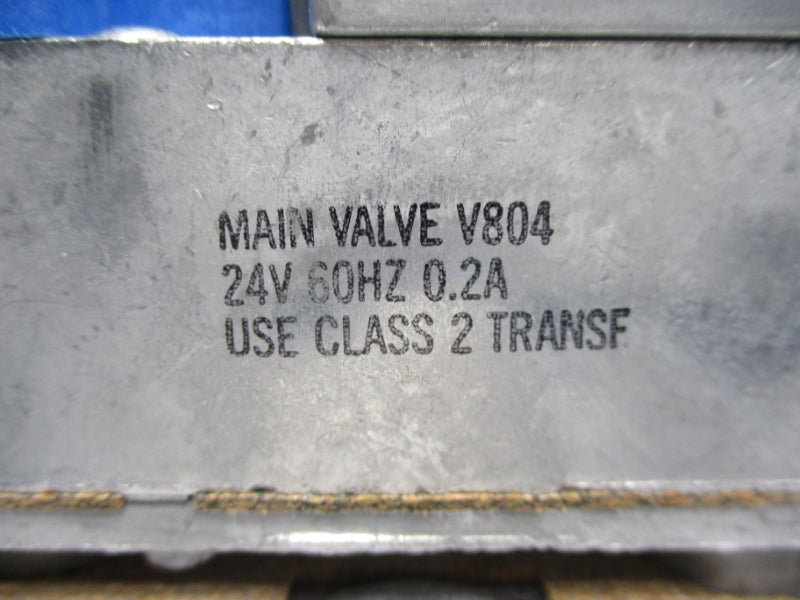 MAIN VALVE V804
24V 60HZ 0.2A
USE CLASS 2 TRANSF